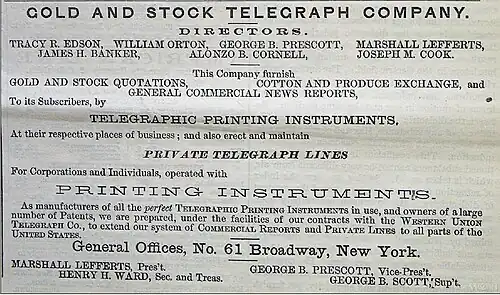 GOLD AND STOCK TELEGRAPH COMPANY.
DIRECTORS.
TRACY R. EDSON, WILLIAM ORTON, GEORGE B. PRESCOTT, MARSHALL LEFFERTS,
JAMES H. BANKER, ALONZO B. CORNELL, JOSEPH M. COOK.
This Company furnish
GOLD AND STOCK QUOTATIONS, COTTON AND PRODUCE EXCHANGE, and
GENERAL COMMERCIAL NEWS REPORTS,
To its Subscribers, by
TELEGRAPHIC PRINTING INSTRUMENTS,
At their respective places of business; and also erect and maintain
PRIVATE TELEGRAPH LINES
For Corporations and Individuals, operated with
PRINTING INSTRUMENTS.
As manufacturers of all the perfect TELEGRAPHIC PRINTING INSTRUMENTS in use, and owners of a large
number of Patents, we are prepared, under the facilities of our contracts with the WESTERN UNION
TELEGRAPH CO., to extend our system of COMMERCIAL REPORTS and PRIVATE LINES to all parts of the
UNITED STATES.
General Offices, No. 61 Broadway, New York.
MARSHALL LEFFERTS, Pres't. GEORGE B. PRESCOTT, Vice-Pres't.
HENRY H. WARD, Sec. and Treas. GEORGE B. SCOTT, Sup't.